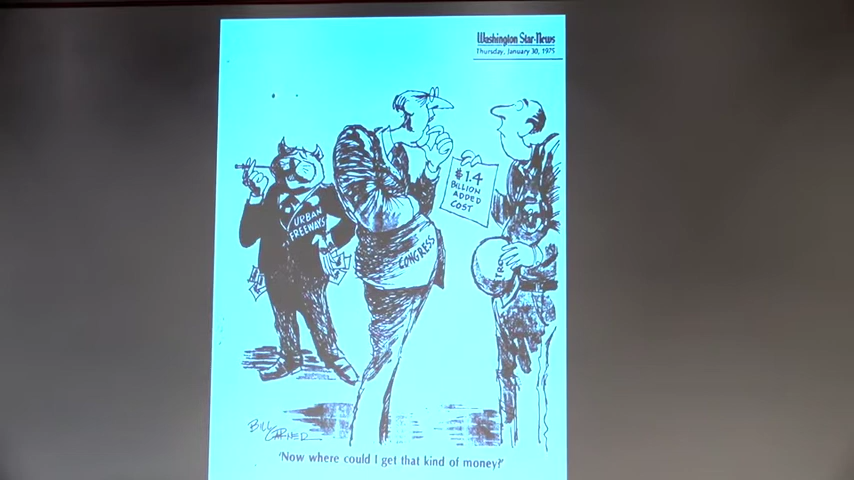 Washington Star-News
Thursday, January 30, 1975
$1.4
BILLION
ADDED
COST
URBAN
FREEWAYS
CONGRESS
BILL
GARNER
'Now where could I get that kind of money?'